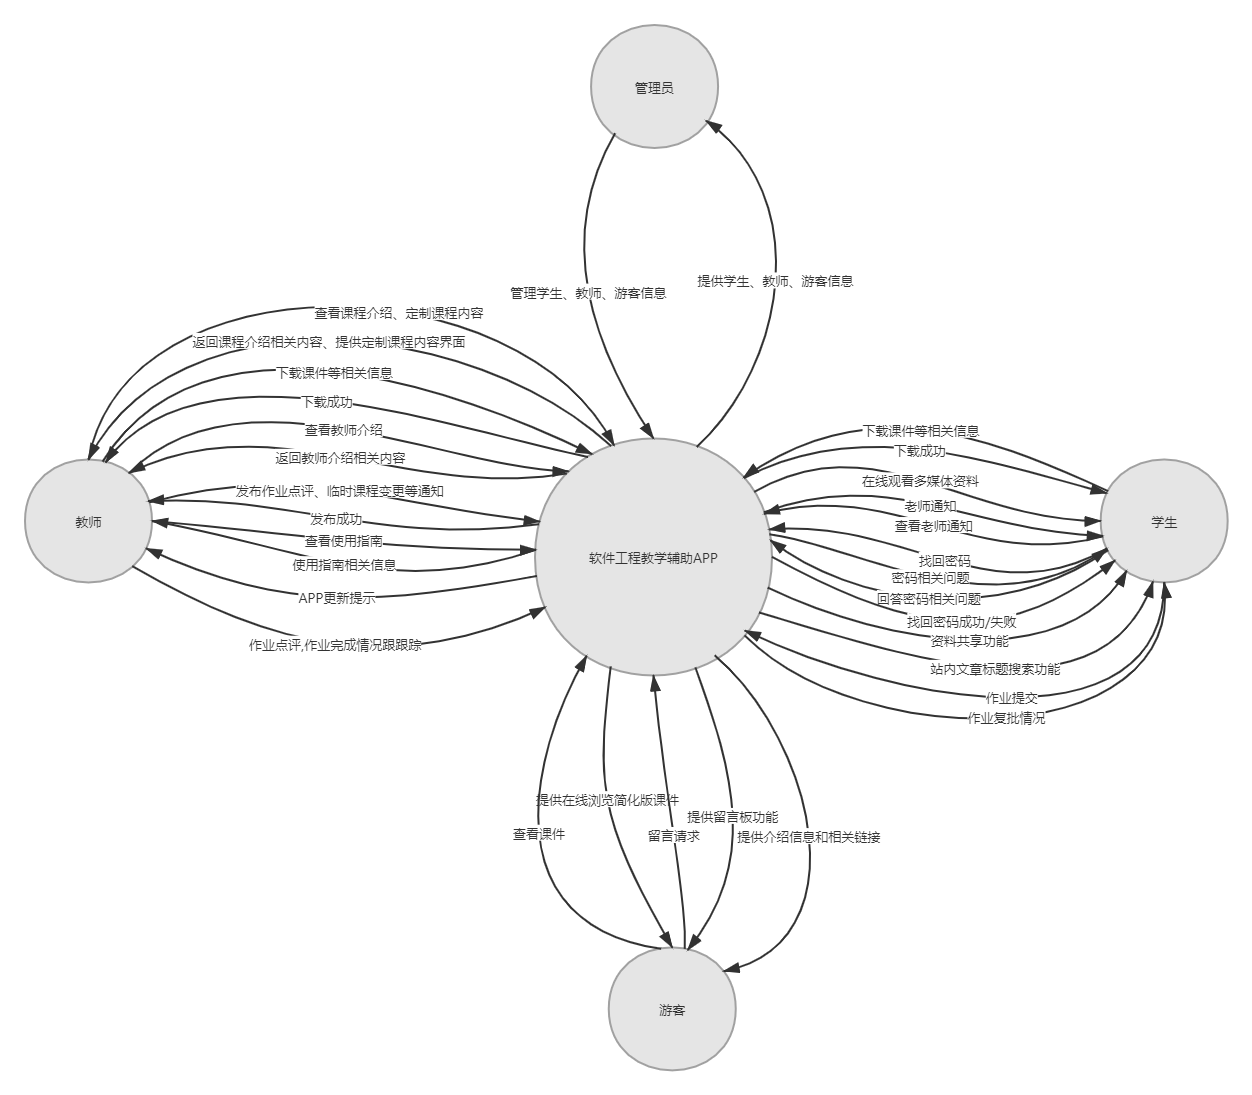 管理员
提供学生、教师、游客信息
管理学生、教师、游客信息
查看课程介绍、定制课程内容
返回课程介绍相关内容、提供定制课程内容界面
下载课件等相关信息
下载成功
查看教师介绍
返回教师介绍相关内容
发布作业点评、临时课程变更等通知
发布成功
查看使用指南
使用指南相关信息
APP更新提示
作业点评,作业完成情况跟跟踪
教师
软件工程教学辅助APP
下载课件等相关信息
下载成功
在线观看多媒体资料
老师通知
查看老师通知
找回密码
密码相关问题
回答密码相关问题
找回密码成功/失败
资料共享功能
站内文章标题搜索功能
作业提交
作业复批情况
学生
提供在线浏览简化版课件
查看课件
提供留言板功能
留言请求
提供介绍信息和相关链接
游客